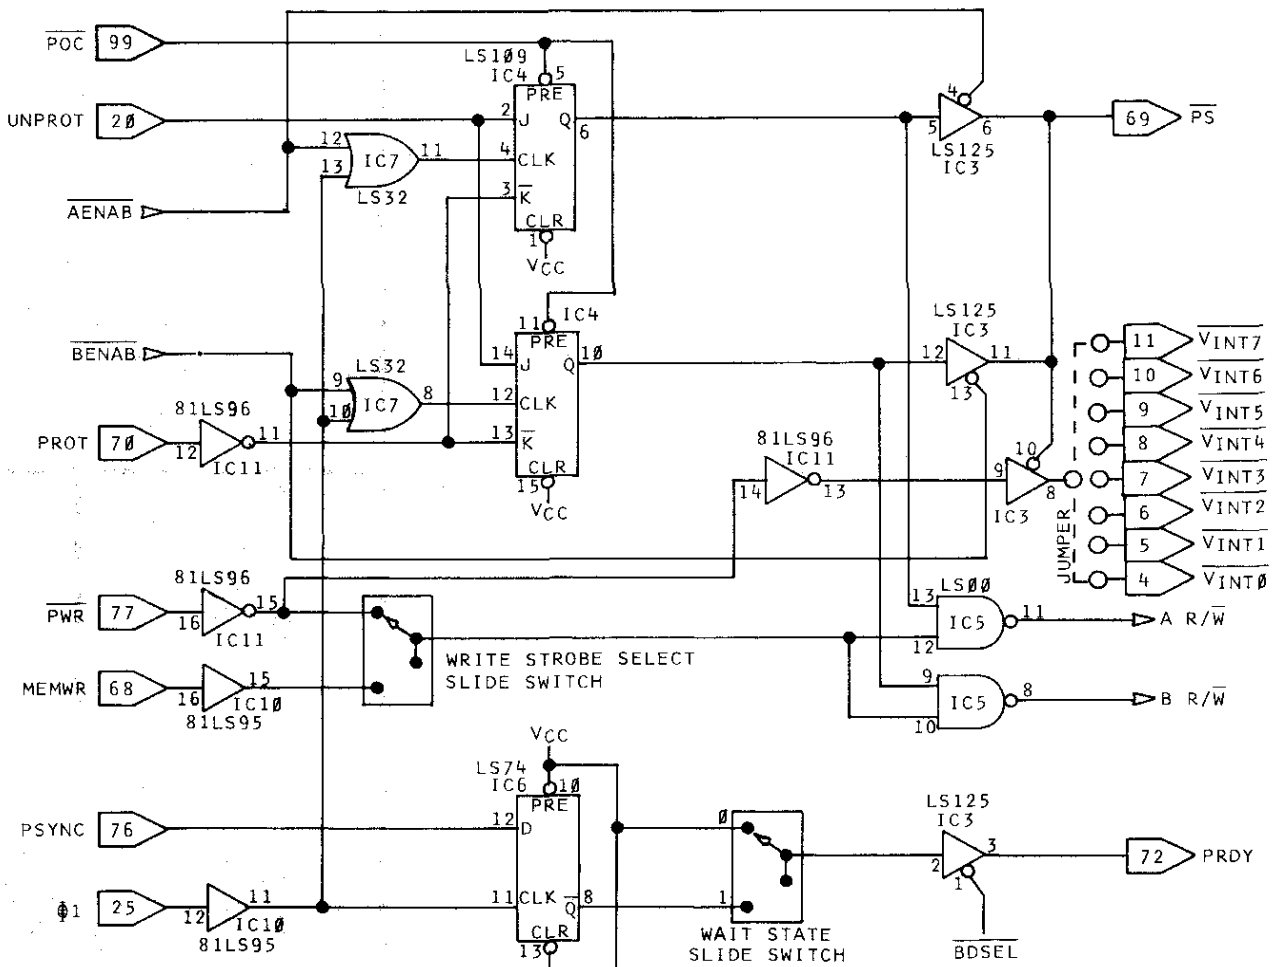 POC 99
LS109
IC4 5
PRE
UNPROT 20
2 J Q 6
4
5 6
LS125
IC3
69 PS
12
13 IC7 11
LS32
4 CLK
3 K
CLR
1
VCC
AENAB
IC4
11
PRE
BENAB
14 J Q 10
LS32
9
10 IC7 8
12 CLK
13 K
CLR
15
VCC
LS125
IC3
12 11
13
81LS96
PROT 70
12 11
IC11
81LS96
IC11
14 13
10
9 8
IC3
JUMPER
11 VINT7
10 VINT6
9 VINT5
8 VINT4
7 VINT3
6 VINT2
5 VINT1
4 VINT0
81LS96
PWR 77
16 15
IC11
WRITE STROBE SELECT
SLIDE SWITCH
MEMWR 68
16 15
IC10
81LS95
LS00
13
12 IC5 11
A R/W
9
10 IC5 8
B R/W
VCC
LS74
IC6 10
PRE
PSYNC 76
12 D
11 CLK Q 8
CLR
13
Φ1 25
12 11
IC10
81LS95
0
1
WAIT STATE
SLIDE SWITCH
LS125
IC3
2 3
1
BDSEL
72 PRDY